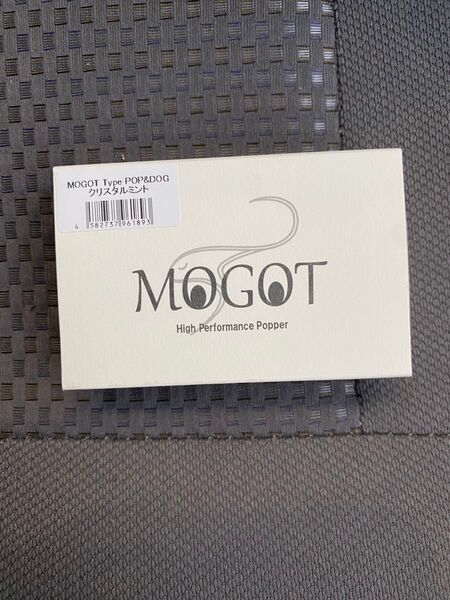 MOGOT Type POP&DOG
クリスタルミント
4 582737 961893
MOGOT
High Performance Popper